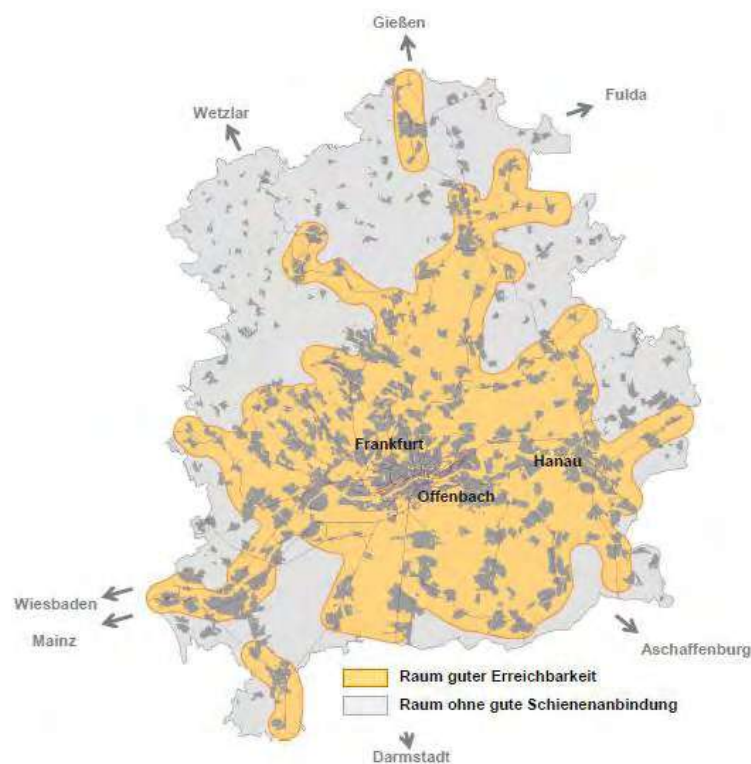 Gießen
Fulda
Wetzlar
Frankfurt
Hanau
Offenbach
Wiesbaden
Mainz
Aschaffenburg
Raum guter Erreichbarkeit
Raum ohne gute Schienenanbindung
Darmstadt